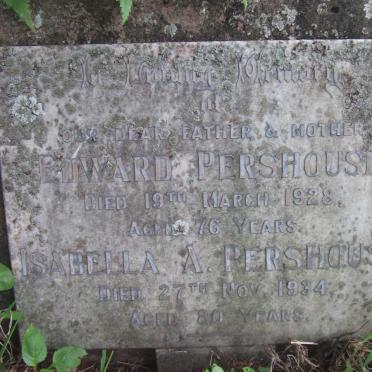 In Loving Memory
of
OUR DEAR FATHER & MOTHER
EDWARD PERSHOUSE
DIED 19TH MARCH 1928.
AGED 76 YEARS.
ISABELLA A. PERSHOUSE
DIED 27TH NOV. 1934.
AGED 80 YEARS.